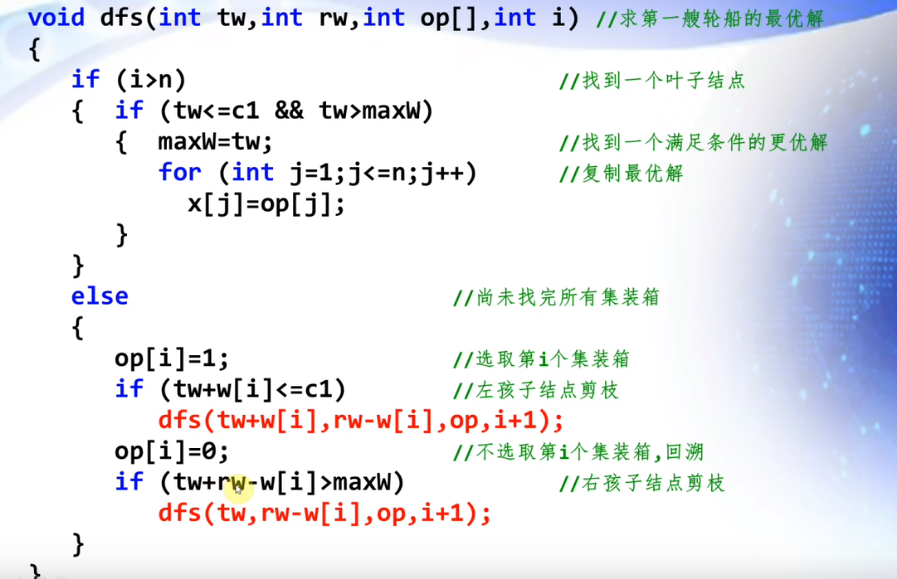 void dfs(int tw,int rw,int op[],int i) //求第一艘轮船的最优解
{
if (i>n) //找到一个叶子结点
{ if (tw<=c1 && tw>maxW)
{ maxW=tw; //找到一个满足条件的更优解
for (int j=1;j<=n;j++) //复制最优解
x[j]=op[j];
}
}
else //尚未找完所有集装箱
{
op[i]=1; //选取第i个集装箱
if (tw+w[i]<=c1) //左孩子结点剪枝
dfs(tw+w[i],rw-w[i],op,i+1);
op[i]=0; //不选取第i个集装箱,回溯
if (tw+rw-w[i]>maxW) //右孩子结点剪枝
dfs(tw,rw-w[i],op,i+1);
}
}